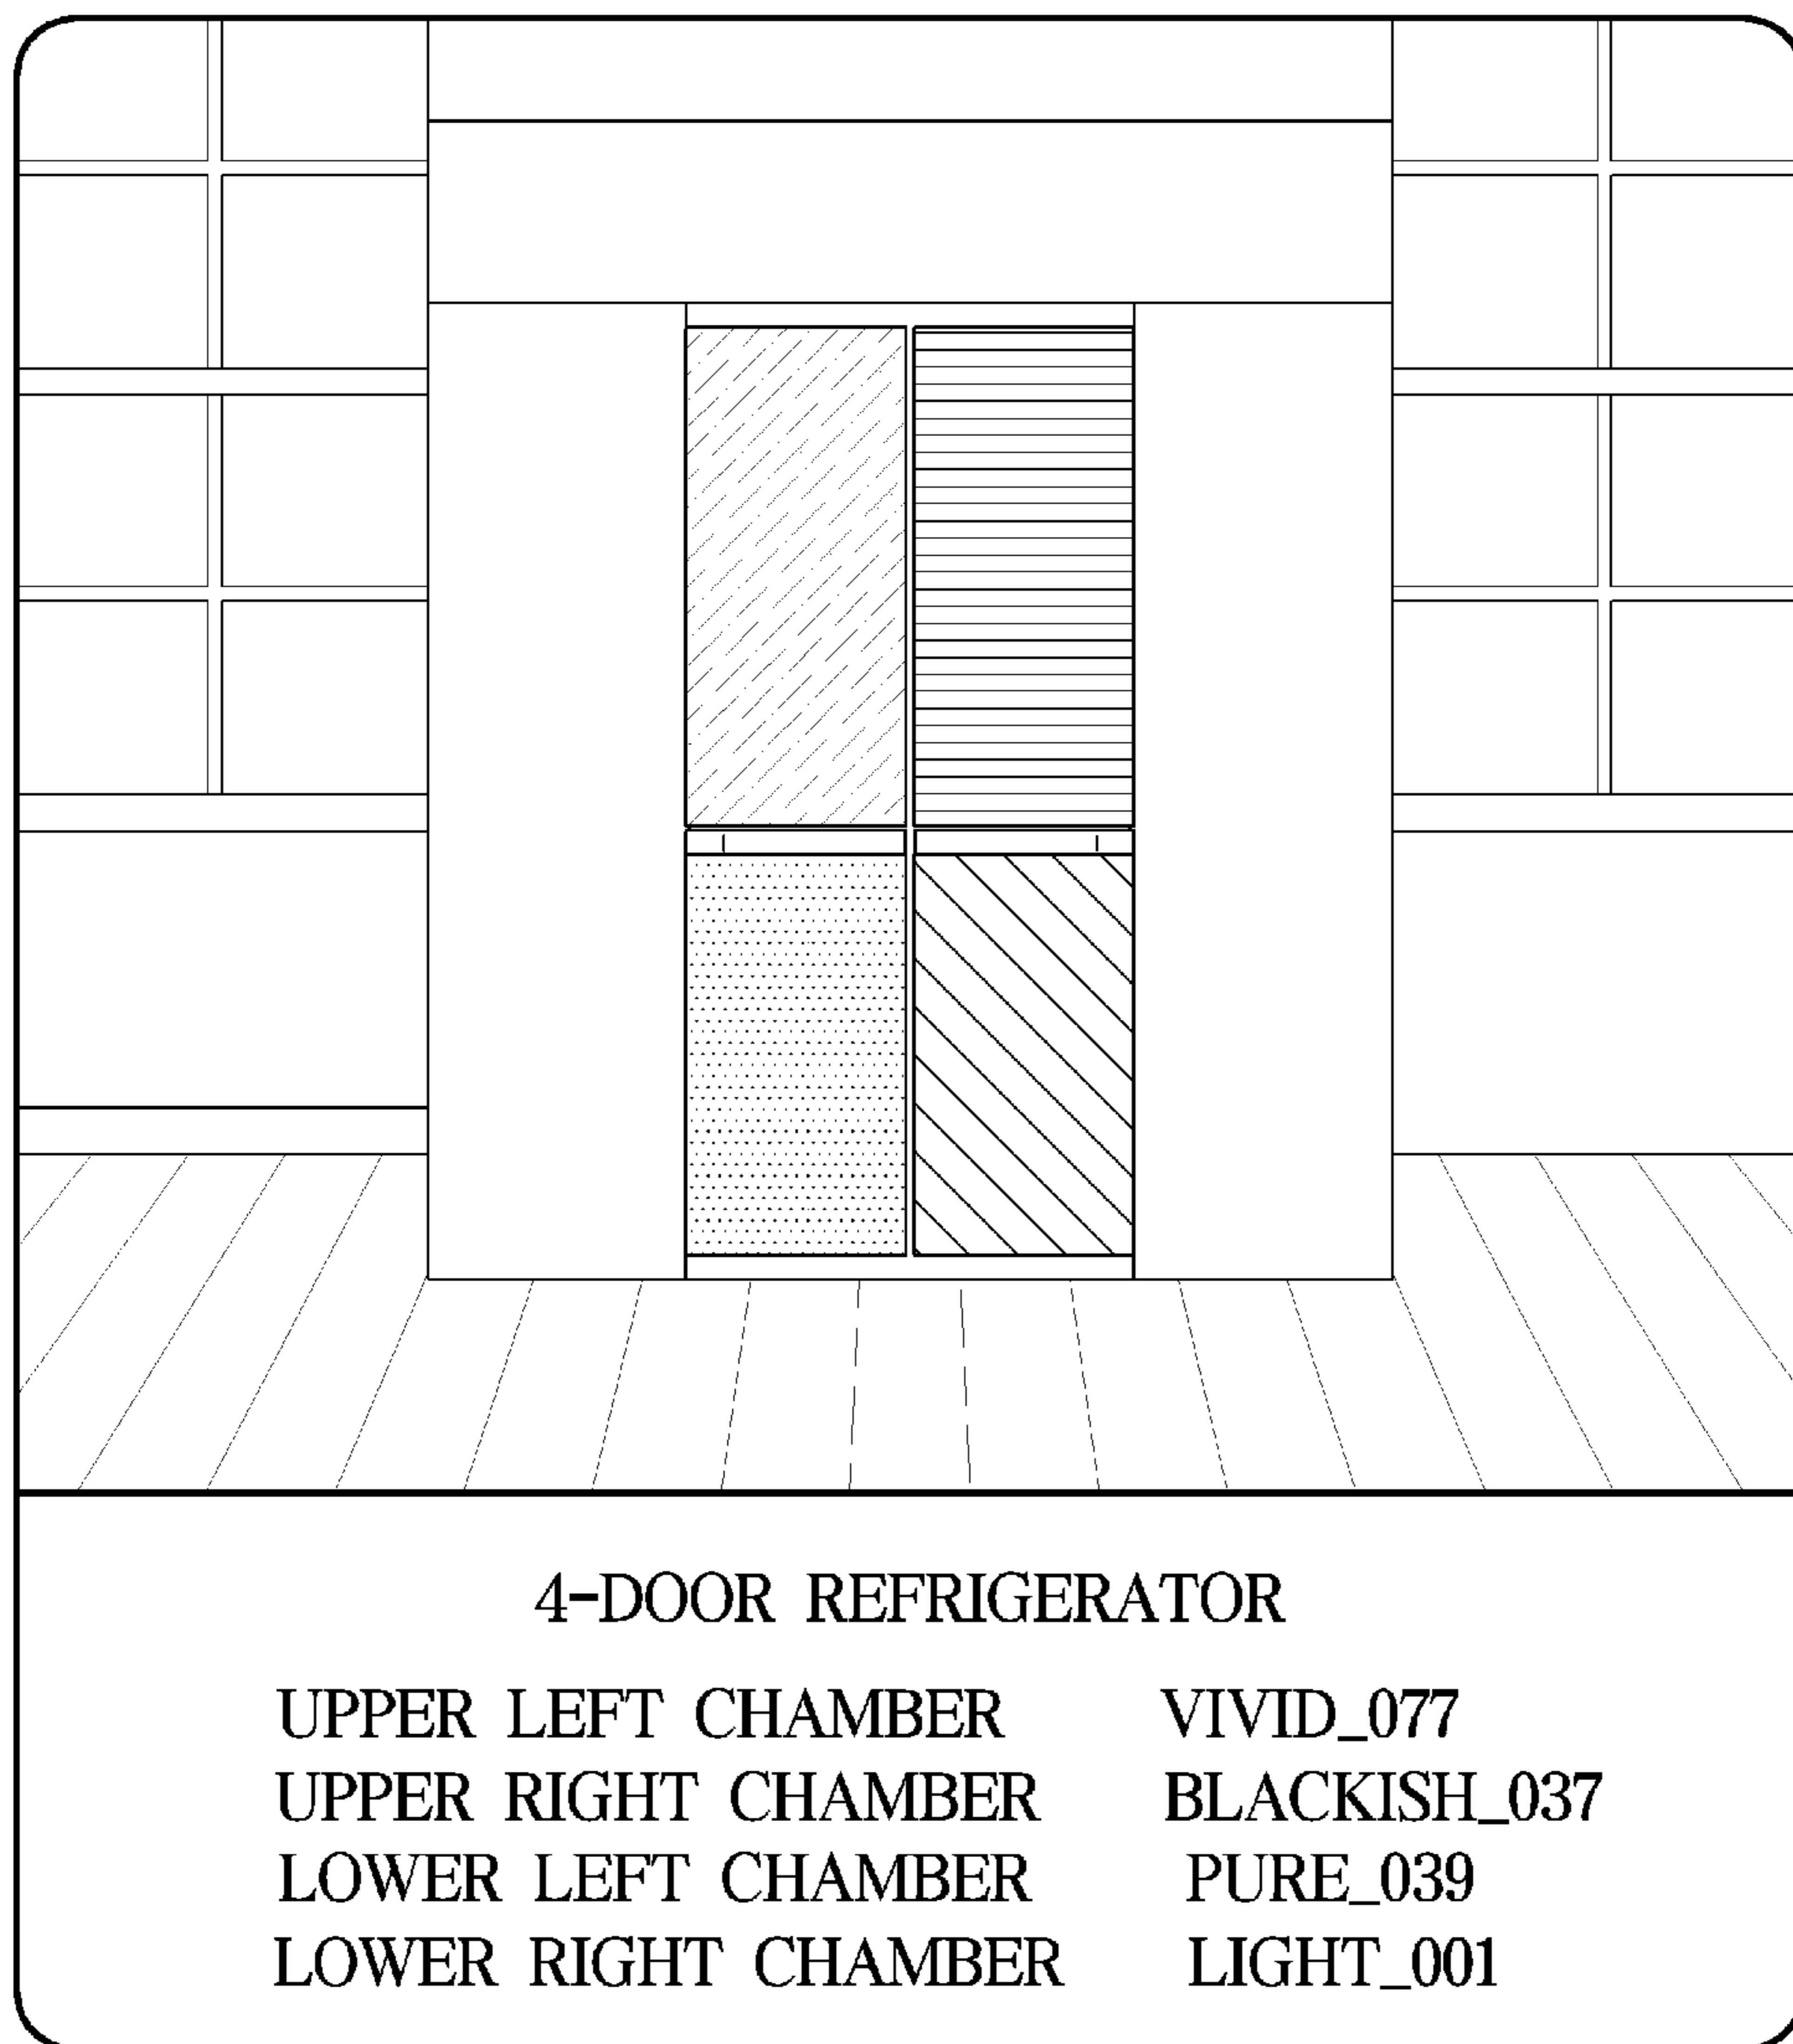 4-DOOR REFRIGERATOR
UPPER LEFT CHAMBER VIVID_077
UPPER RIGHT CHAMBER BLACKISH_037
LOWER LEFT CHAMBER PURE_039
LOWER RIGHT CHAMBER LIGHT_001